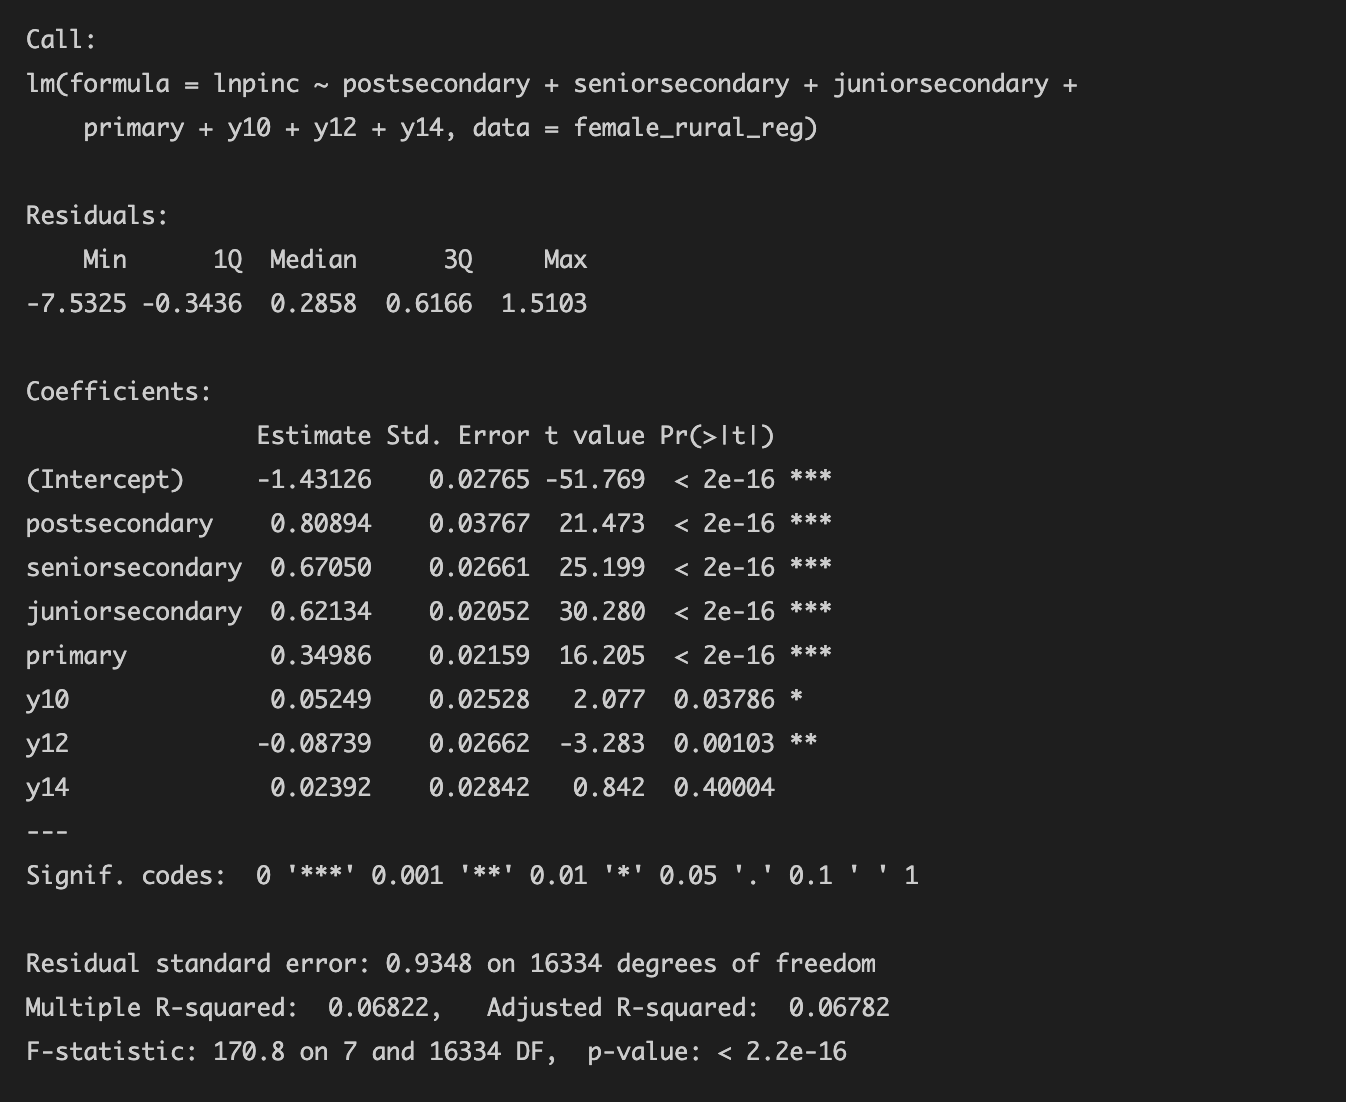 Call:
lm(formula = lnpinc ~ postsecondary + seniorsecondary + juniorsecondary +
    primary + y10 + y12 + y14, data = female_rural_reg)

Residuals:
    Min      1Q  Median      3Q     Max
-7.5325 -0.3436  0.2858  0.6166  1.5103

Coefficients:
                Estimate Std. Error t value Pr(>|t|)
(Intercept)     -1.43126    0.02765 -51.769  < 2e-16 ***
postsecondary    0.80894    0.03767  21.473  < 2e-16 ***
seniorsecondary  0.67050    0.02661  25.199  < 2e-16 ***
juniorsecondary  0.62134    0.02052  30.280  < 2e-16 ***
primary          0.34986    0.02159  16.205  < 2e-16 ***
y10              0.05249    0.02528   2.077  0.03786 *
y12             -0.08739    0.02662  -3.283  0.00103 **
y14              0.02392    0.02842   0.842  0.40004
---
Signif. codes:  0 '***' 0.001 '**' 0.01 '*' 0.05 '.' 0.1 ' ' 1

Residual standard error: 0.9348 on 16334 degrees of freedom
Multiple R-squared:  0.06822,   Adjusted R-squared:  0.06782
F-statistic: 170.8 on 7 and 16334 DF,  p-value: < 2.2e-16